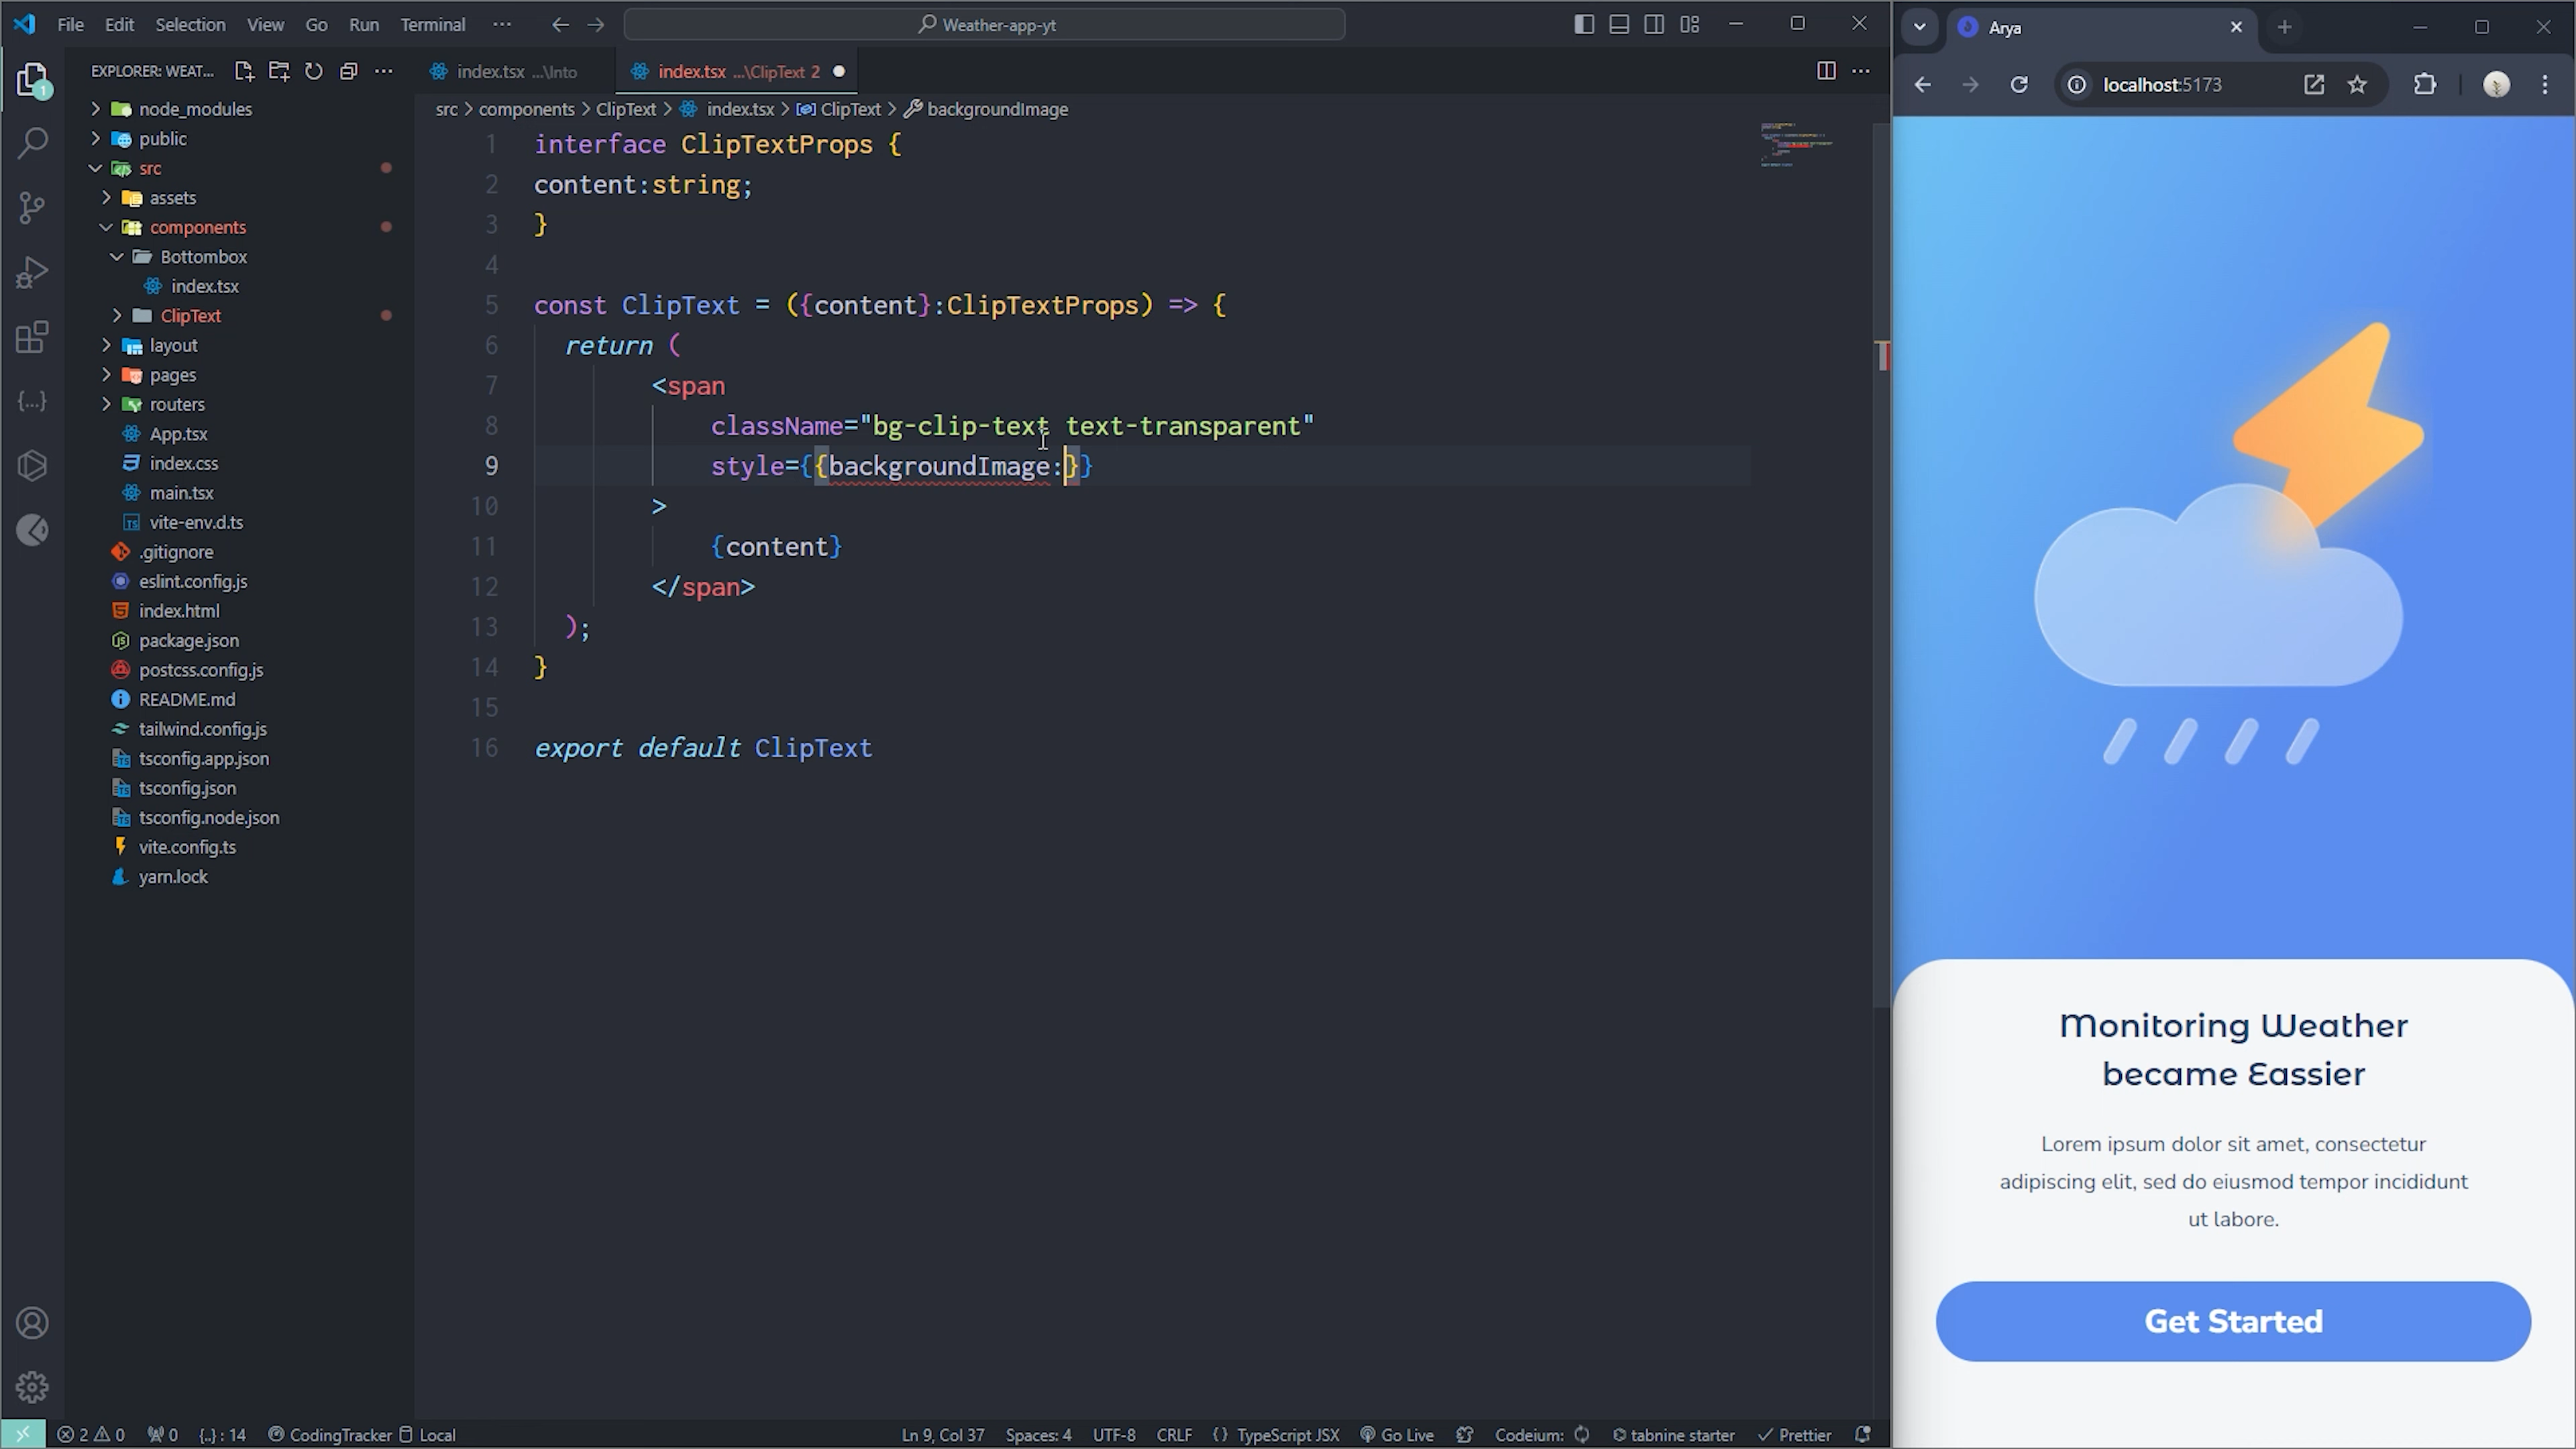 File Edit Selection View Go Run Terminal ··· Weather-app-yt
EXPLORER: WEAT...
node_modules
public
src
assets
components
Bottombox
index.tsx
ClipText
layout
pages
routers
App.tsx
index.css
main.tsx
vite-env.d.ts
.gitignore
eslint.config.js
index.html
package.json
postcss.config.js
README.md
tailwind.config.js
tsconfig.app.json
tsconfig.json
tsconfig.node.json
vite.config.ts
yarn.lock
index.tsx ...\Into index.tsx ...\ClipText 2
src > components > ClipText > index.tsx > ClipText > backgroundImage
1 interface ClipTextProps {
2 content:string;
3 }
4
5 const ClipText = ({content}:ClipTextProps) => {
6 return (
7 <span
8 className="bg-clip-text text-transparent"
9 style={{backgroundImage:}}
10 >
11 {content}
12 </span>
13 );
14 }
15
16 export default ClipText
1
2 0 0 {..} : 14 CodingTracker Local Ln 9, Col 37 Spaces: 4 UTF-8 CRLF {} TypeScript JSX Go Live Codeium: tabnine starter Prettier
Arya
localhost:5173
Monitoring Weather
became Eassier
Lorem ipsum dolor sit amet, consectetur
adipiscing elit, sed do eiusmod tempor incididunt
ut labore.
Get Started